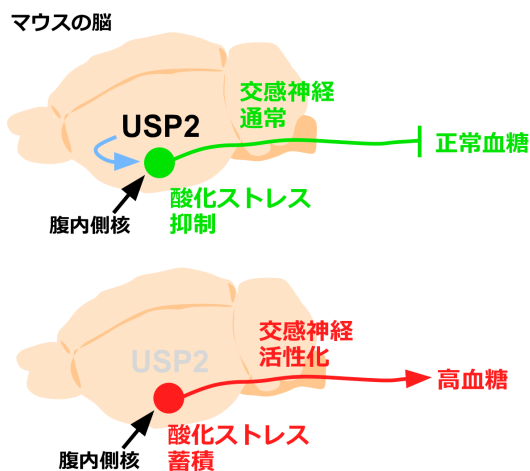 マウスの脳
交感神経
通常
USP2
正常血糖
酸化ストレス
抑制
腹内側核
交感神経
活性化
USP2
高血糖
酸化ストレス
蓄積
腹内側核